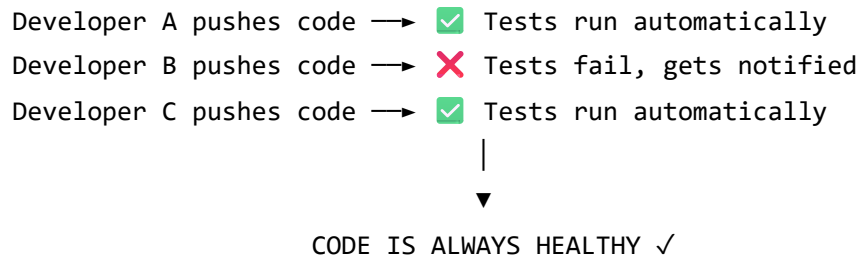 Developer A pushes code ──► ✅ Tests run automatically
Developer B pushes code ──► ❌ Tests fail, gets notified
Developer C pushes code ──► ✅ Tests run automatically
│
▼
CODE IS ALWAYS HEALTHY ✓